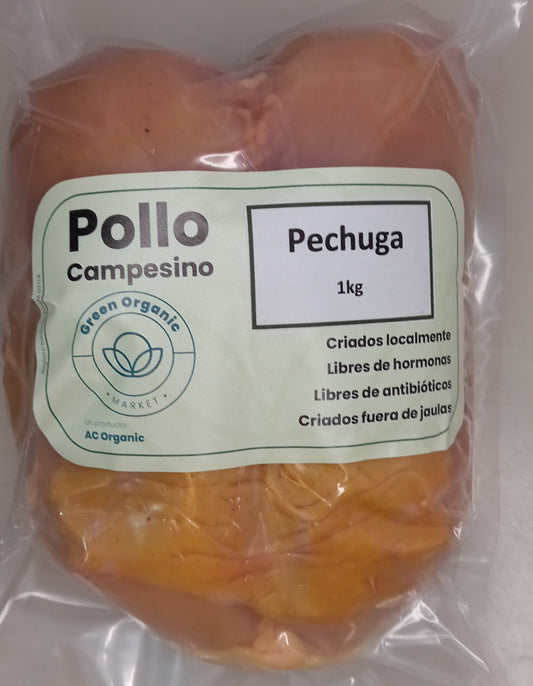 Pollo
Campesino
Green Organic
• MARKET •
Un producto:
AC Organic
Pechuga
1kg
Criados localmente
Libres de hormonas
Libres de antibióticos
Criados fuera de jaulas